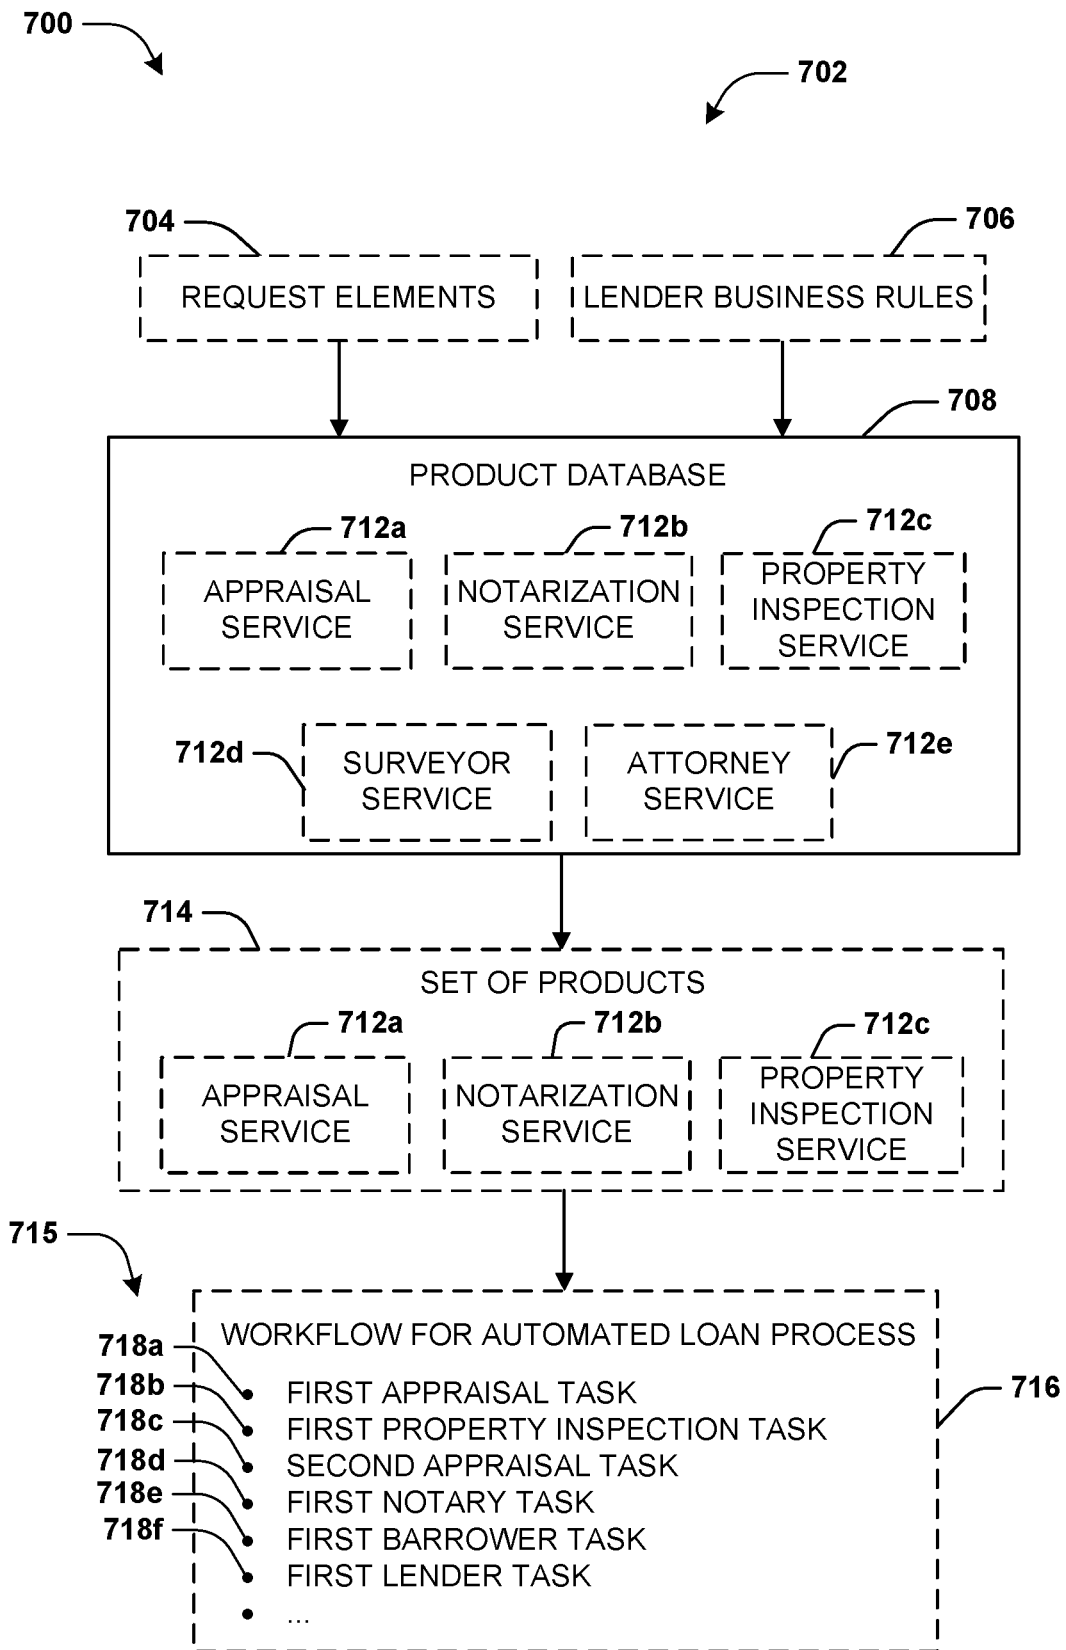 700
702
704
706
REQUEST ELEMENTS
LENDER BUSINESS RULES
708
PRODUCT DATABASE
712a
712b
712c
APPRAISAL
SERVICE
NOTARIZATION
SERVICE
PROPERTY
INSPECTION
SERVICE
712d
SURVEYOR
SERVICE
ATTORNEY
SERVICE
712e
714
SET OF PRODUCTS
712a
712b
712c
APPRAISAL
SERVICE
NOTARIZATION
SERVICE
PROPERTY
INSPECTION
SERVICE
715
WORKFLOW FOR AUTOMATED LOAN PROCESS
716
718a
• FIRST APPRAISAL TASK
718b
• FIRST PROPERTY INSPECTION TASK
718c
• SECOND APPRAISAL TASK
718d
• FIRST NOTARY TASK
718e
• FIRST BARROWER TASK
718f
• FIRST LENDER TASK
• ...